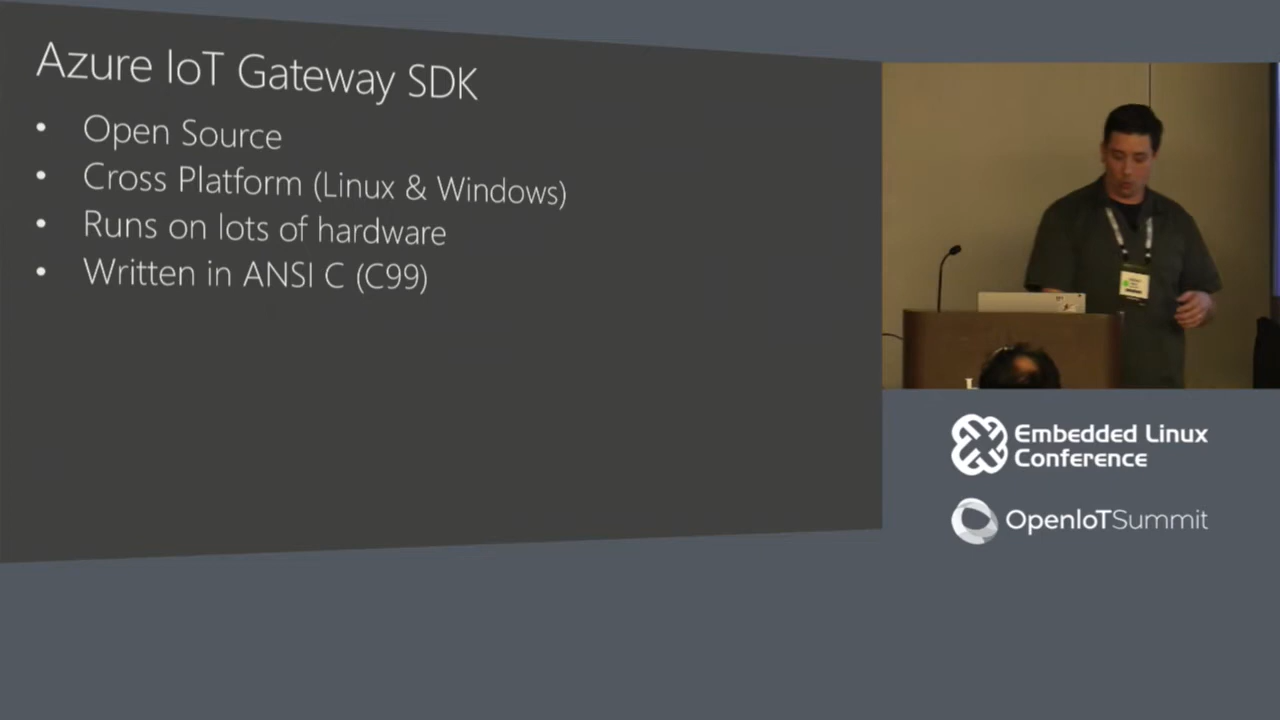 Azure IoT Gateway SDK
• Open Source
• Cross Platform (Linux & Windows)
• Runs on lots of hardware
• Written in ANSI C (C99)
Embedded Linux
Conference
OpenIoTSummit